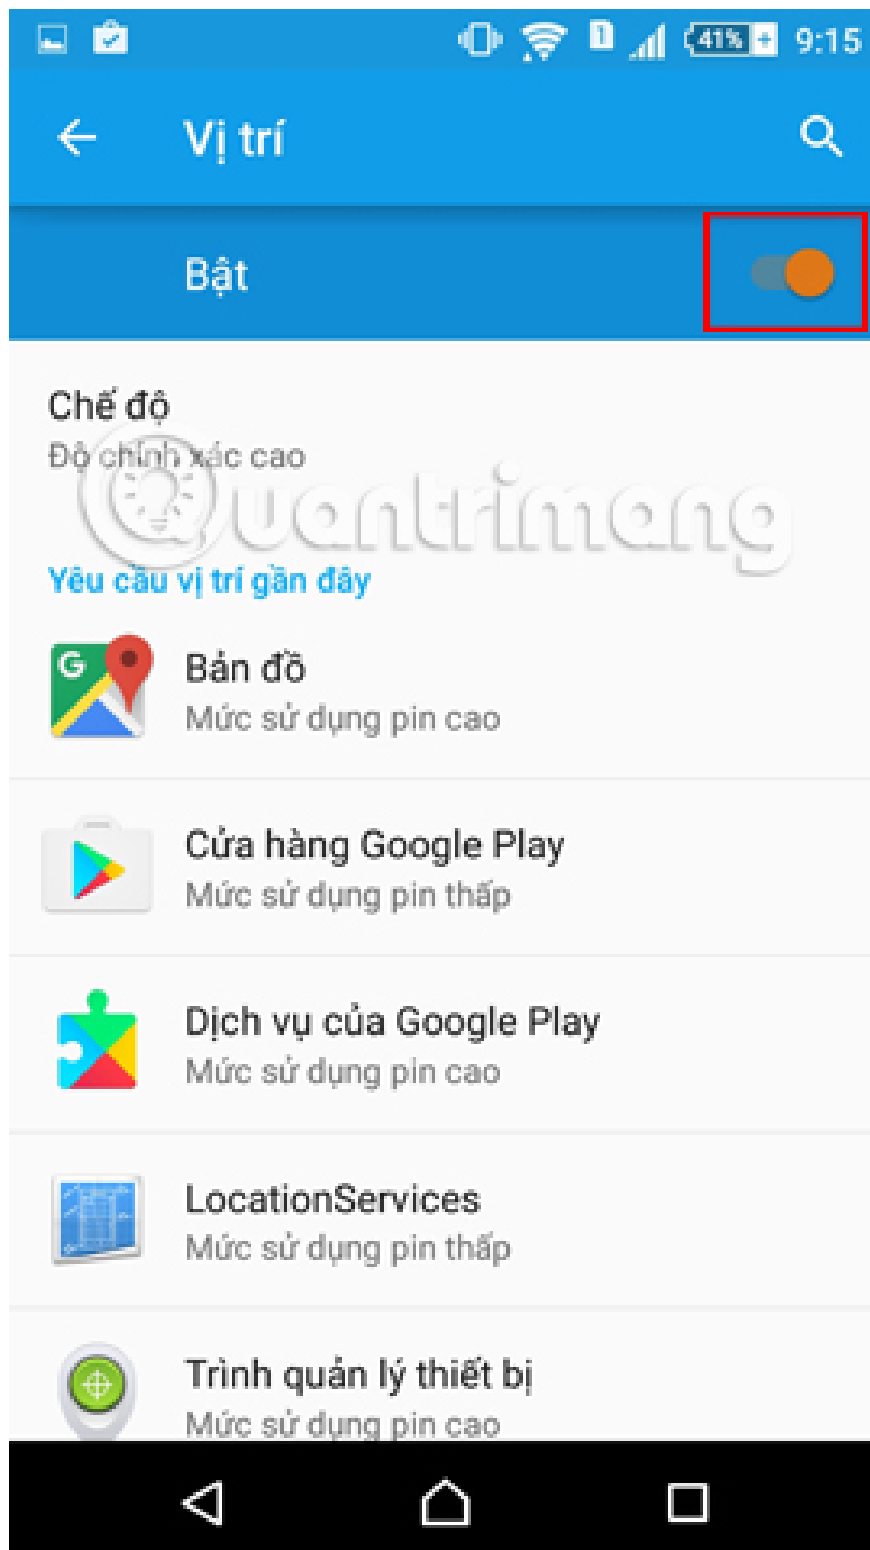 1 41% 9:15
Vị trí
Bật
Chế độ
Độ chính xác cao
Quantrimang
Yêu cầu vị trí gần đây
G
Bản đồ
Mức sử dụng pin cao
Cửa hàng Google Play
Mức sử dụng pin thấp
Dịch vụ của Google Play
Mức sử dụng pin cao
LocationServices
Mức sử dụng pin thấp
Trình quản lý thiết bị
Mức sử dụng pin cao